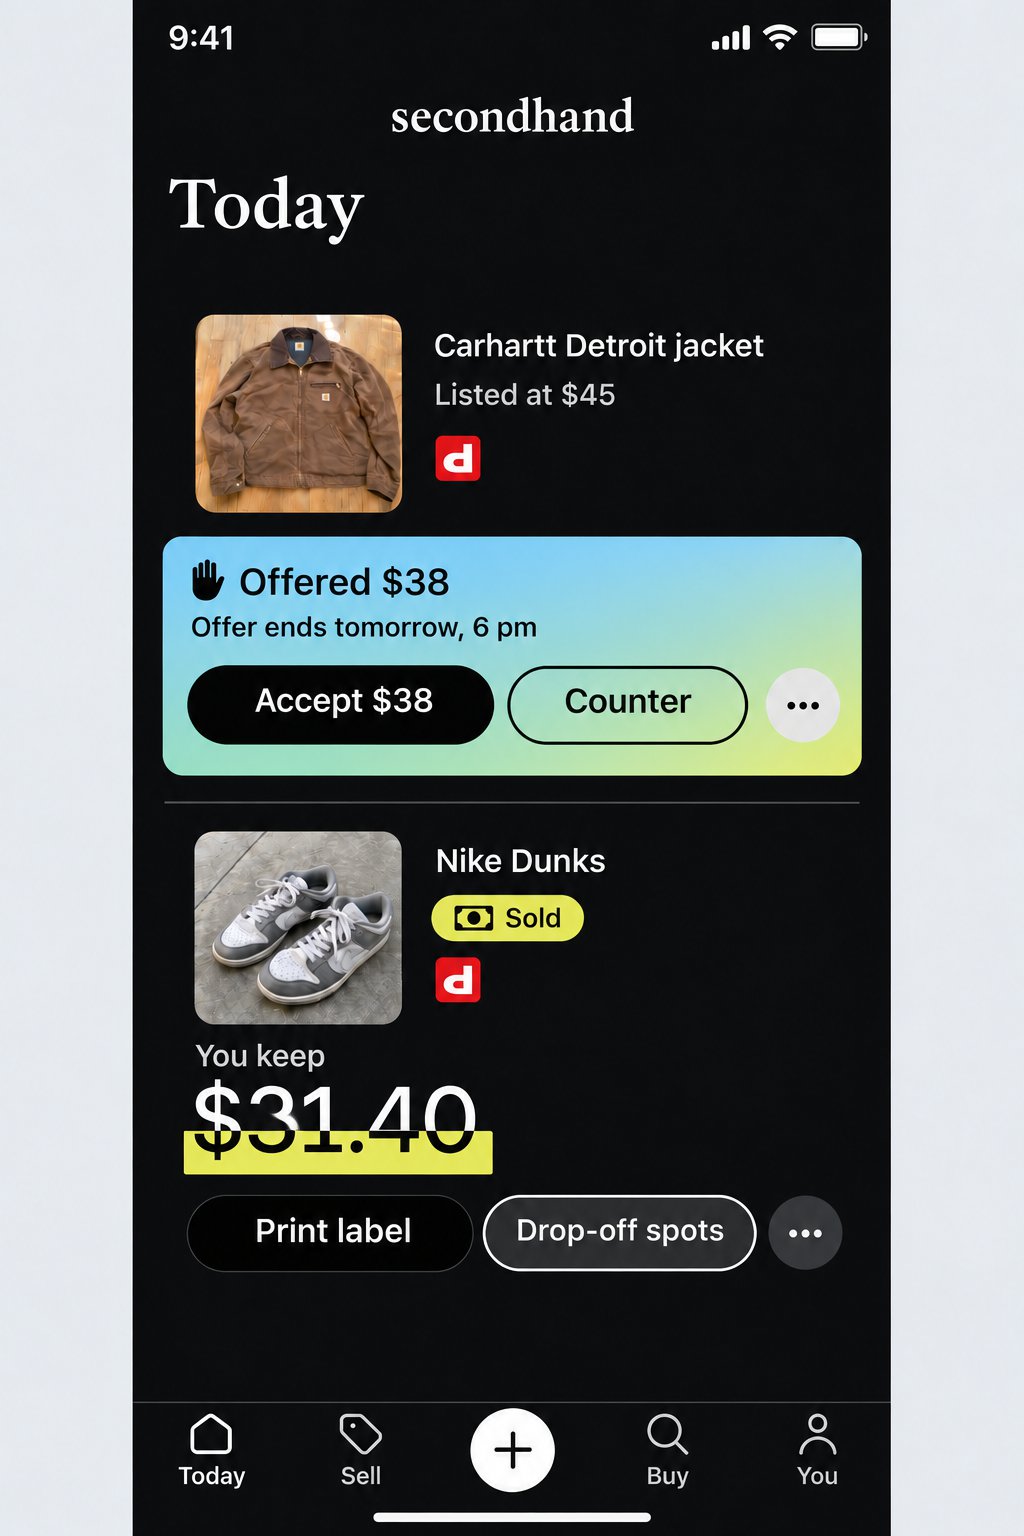 9:41
secondhand
Today
Carhartt Detroit jacket
Listed at $45
d
Offered $38
Offer ends tomorrow, 6 pm
Accept $38
Counter
Nike Dunks
Sold
d
You keep
$31.40
Print label
Drop-off spots
Today
Sell
Buy
You